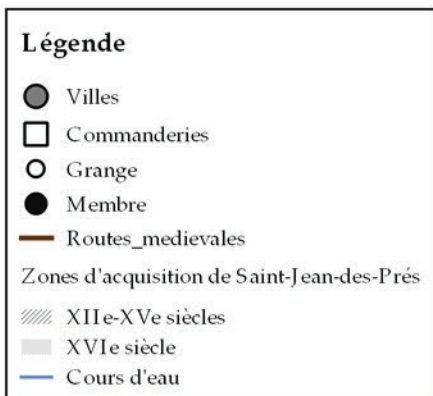 Légende
Villes
Commanderies
Grange
Membre
Routes_medievales
Zones d'acquisition de Saint-Jean-des-Prés
XIIe-XVe siècles
XVIe siècle
Cours d'eau